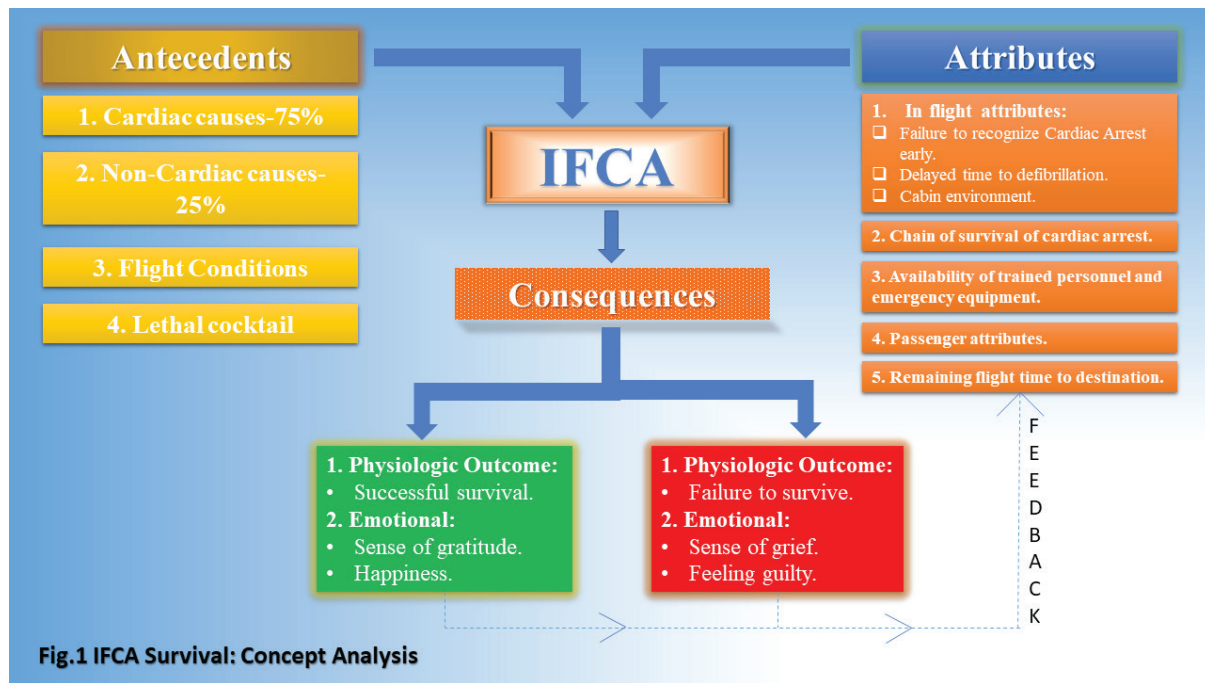 Antecedents
1. Cardiac causes-75%
2. Non-Cardiac causes-
25%
3. Flight Conditions
4. Lethal cocktail
IFCA
Consequences
Attributes
1. In flight attributes:
❑ Failure to recognize Cardiac Arrest
early.
❑ Delayed time to defibrillation.
❑ Cabin environment.
2. Chain of survival of cardiac arrest.
3. Availability of trained personnel and
emergency equipment.
4. Passenger attributes.
5. Remaining flight time to destination.
1. Physiologic Outcome:
• Successful survival.
2. Emotional:
• Sense of gratitude.
• Happiness.
1. Physiologic Outcome:
• Failure to survive.
2. Emotional:
• Sense of grief.
• Feeling guilty.
F
E
E
D
B
A
C
K
Fig.1 IFCA Survival: Concept Analysis